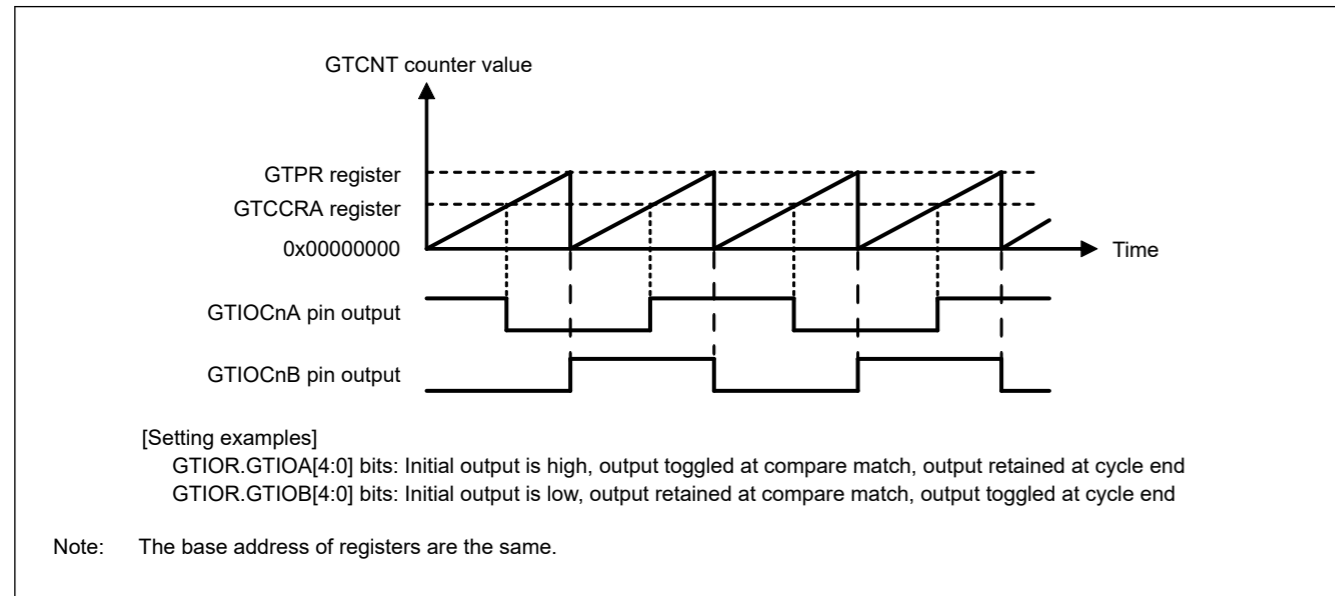 GTCNT counter value
GTPR register
GTCCRA register
0x00000000
Time
GTIOCnA pin output
GTIOCnB pin output
[Setting examples]
GTIOR.GTIOA[4:0] bits: Initial output is high, output toggled at compare match, output retained at cycle end
GTIOR.GTIOB[4:0] bits: Initial output is low, output retained at compare match, output toggled at cycle end
Note: The base address of registers are the same.